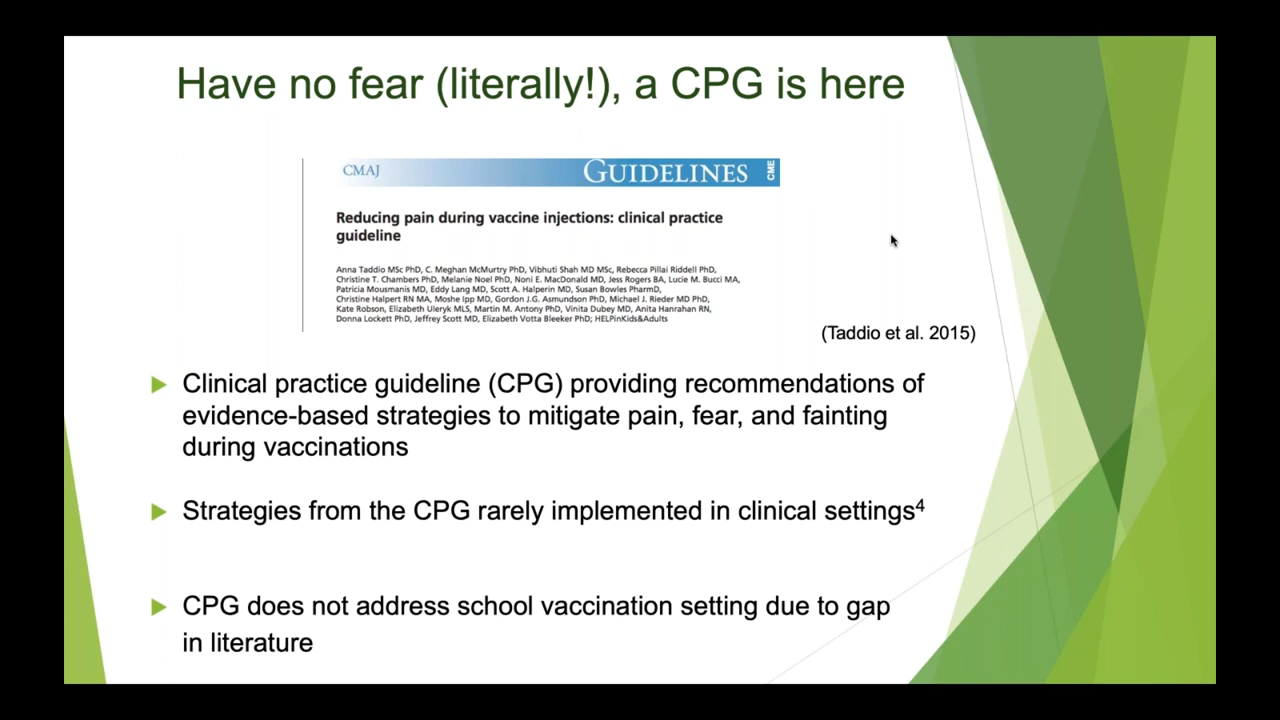 Have no fear (literally!), a CPG is here
CMAJ
GUIDELINES
CME
Reducing pain during vaccine injections: clinical practice
guideline
Anna Taddio MSc PhD, C. Meghan McMurtry PhD, Vibhuti Shah MD MSc, Rebecca Pillai Riddell PhD,
Christine T. Chambers PhD, Melanie Noel PhD, Noni E. MacDonald MD, Jess Rogers BA, Lucie M. Bucci MA,
Patricia Mousmanis MD, Eddy Lang MD, Scott A. Halperin MD, Susan Bowles PharmD,
Christine Halpert RN MA, Moshe Ipp MD, Gordon J.G. Asmundson PhD, Michael J. Rieder MD PhD,
Kate Robson, Elizabeth Uleryk MLS, Martin M. Antony PhD, Vinita Dubey MD, Anita Hanrahan RN,
Donna Lockett PhD, Jeffrey Scott MD, Elizabeth Votta Bleeker PhD; HELPinKids&Adults
(Taddio et al. 2015)
Clinical practice guideline (CPG) providing recommendations of
evidence-based strategies to mitigate pain, fear, and fainting
during vaccinations
Strategies from the CPG rarely implemented in clinical settings⁴
CPG does not address school vaccination setting due to gap
in literature